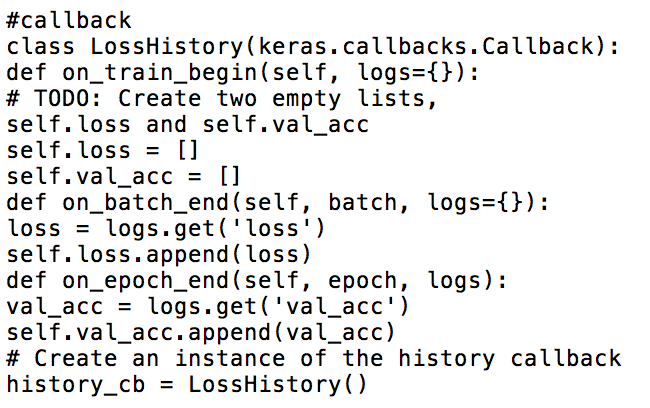 #callback
class LossHistory(keras.callbacks.Callback):
def on_train_begin(self, logs={}):
# TODO: Create two empty lists,
self.loss and self.val_acc
self.loss = []
self.val_acc = []
def on_batch_end(self, batch, logs={}):
loss = logs.get('loss')
self.loss.append(loss)
def on_epoch_end(self, epoch, logs):
val_acc = logs.get('val_acc')
self.val_acc.append(val_acc)
# Create an instance of the history callback
history_cb = LossHistory()